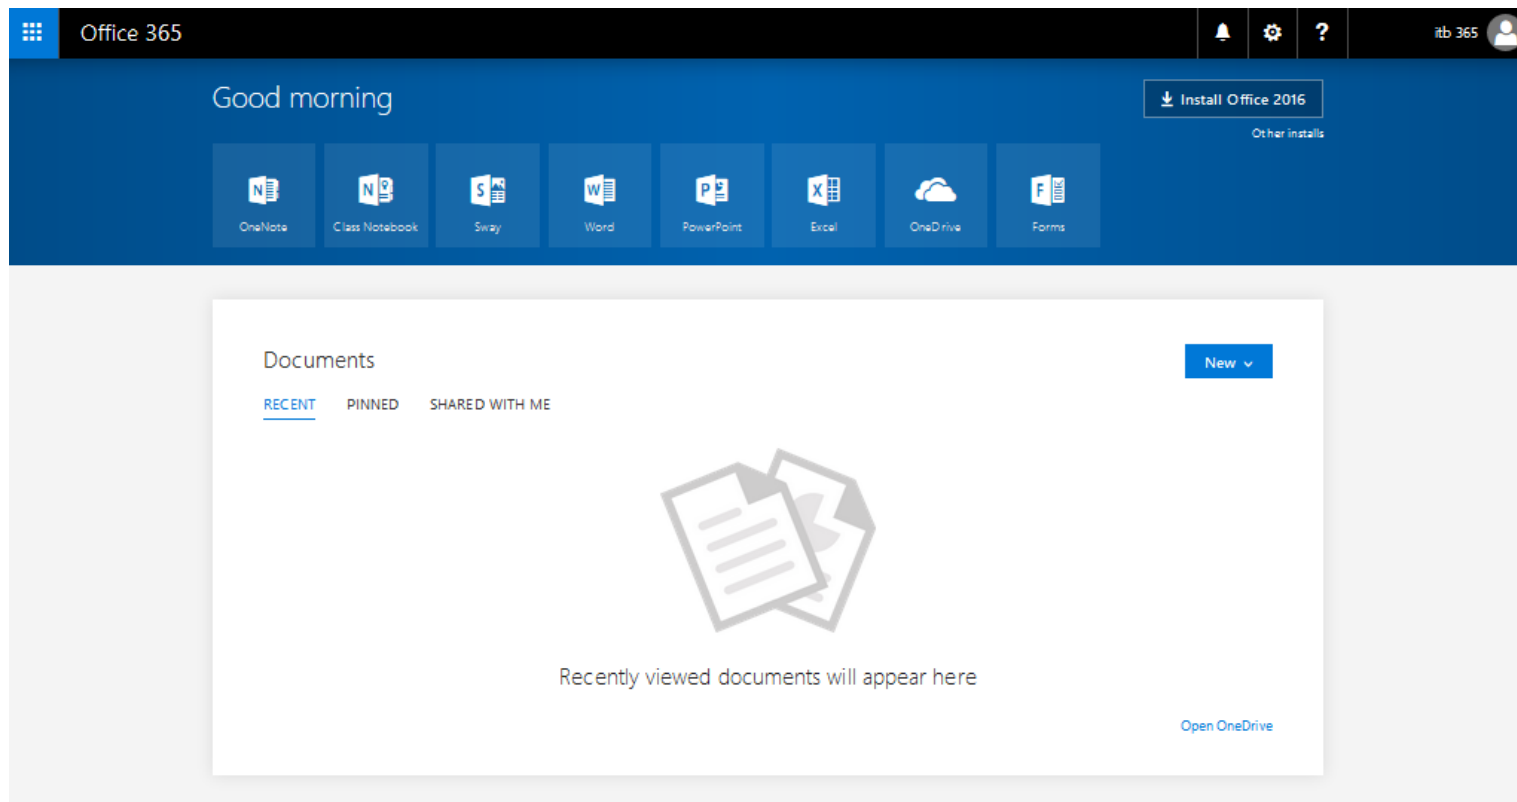 Office 365
?
itb 365
Good morning
Install Office 2016
Other installs
N
N
S
W
P
X
F
OneNote
Class Notebook
Sway
Word
PowerPoint
Excel
OneDrive
Forms
Documents
New
RECENT
PINNED
SHARED WITH ME
Recently viewed documents will appear here
Open OneDrive